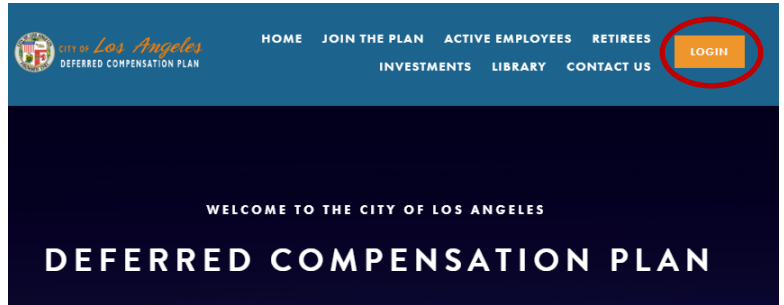 CITY OF Los Angeles
DEFERRED COMPENSATION PLAN
HOME JOIN THE PLAN ACTIVE EMPLOYEES RETIREES
INVESTMENTS LIBRARY CONTACT US
LOGIN
WELCOME TO THE CITY OF LOS ANGELES
DEFERRED COMPENSATION PLAN